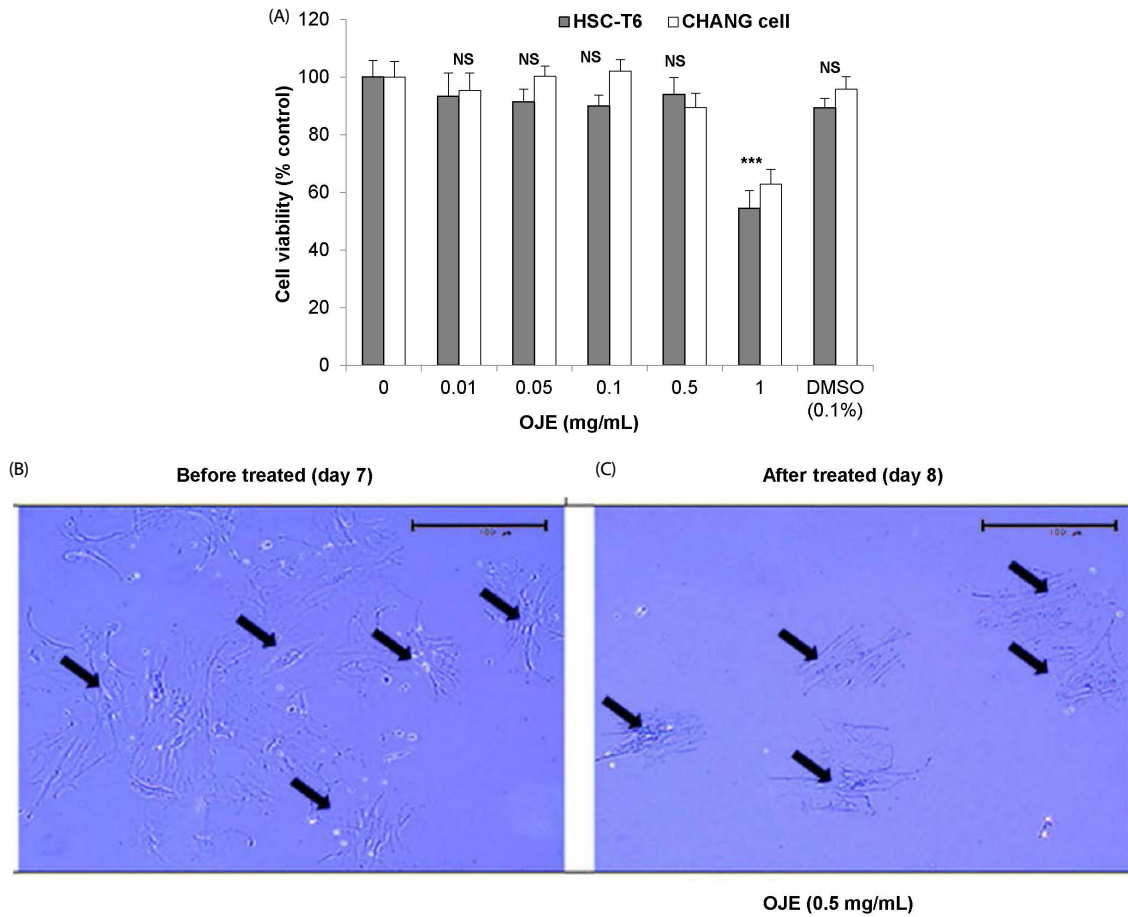 (A)
HSC-T6 CHANG cell
Cell viability (% control)
120
100
80
60
40
20
0
NS NS NS NS *** NS
0 0.01 0.05 0.1 0.5 1 DMSO
(0.1%)
OJE (mg/mL)
(B) Before treated (day 7)
(C) After treated (day 8)
OJE (0.5 mg/mL)